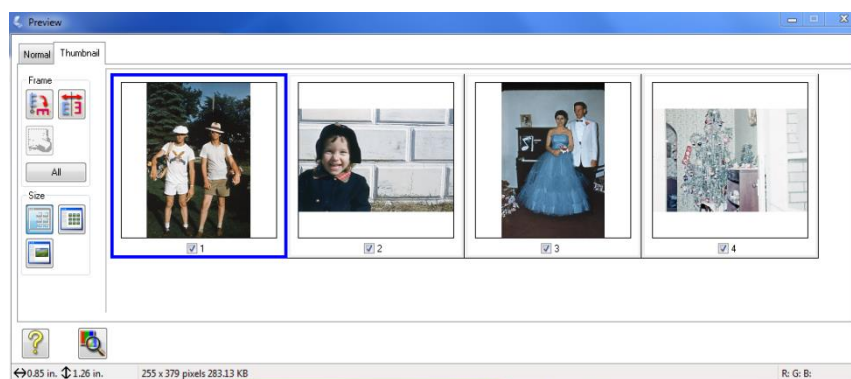 Preview
Normal Thumbnail
Frame
All
Size
1 2 3 4
0.85 in. 1.26 in. 255 x 379 pixels 283.13 KB R: G: B: